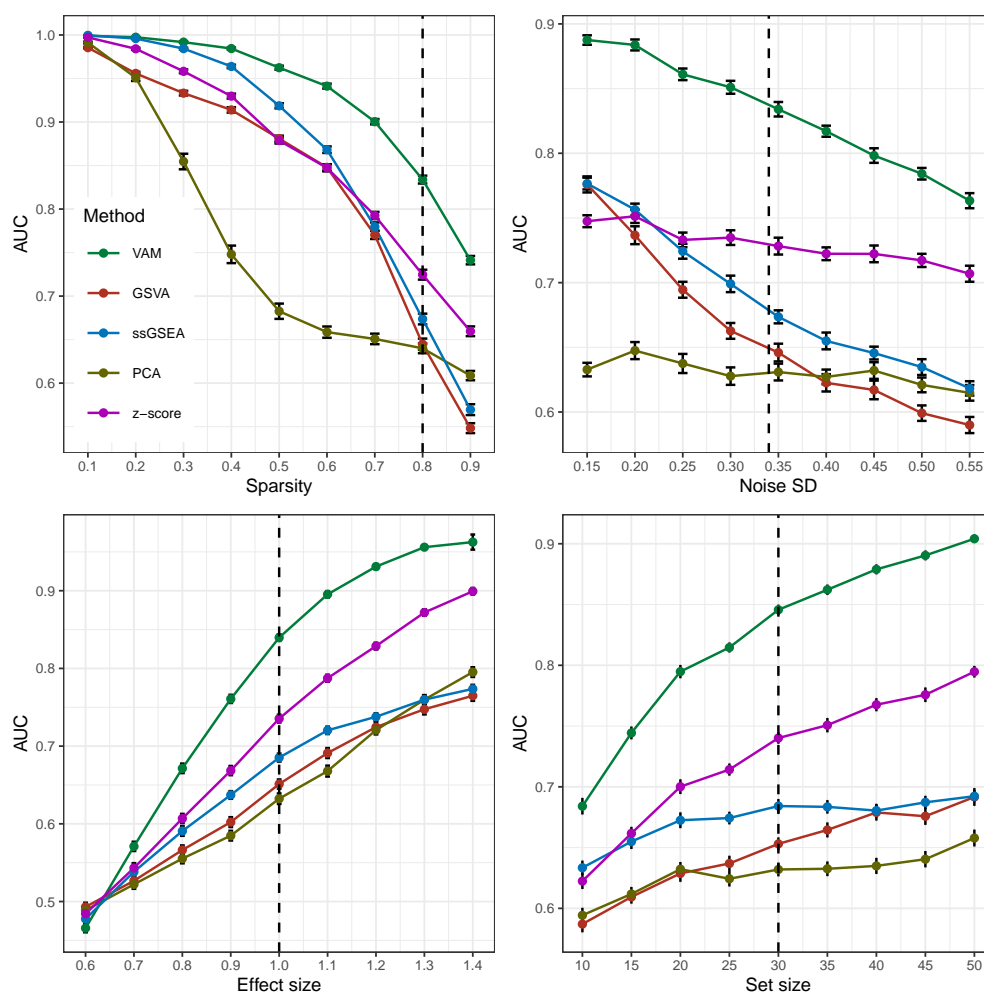 AUC
1.0
0.9
0.8
0.7
0.6
Method
VAM
GSVA
ssGSEA
PCA
z−score
0.1 0.2 0.3 0.4 0.5 0.6 0.7 0.8 0.9
Sparsity
AUC
0.9
0.8
0.7
0.6
0.15 0.20 0.25 0.30 0.35 0.40 0.45 0.50 0.55
Noise SD
AUC
0.9
0.8
0.7
0.6
0.5
0.6 0.7 0.8 0.9 1.0 1.1 1.2 1.3 1.4
Effect size
AUC
0.9
0.8
0.7
0.6
10 15 20 25 30 35 40 45 50
Set size